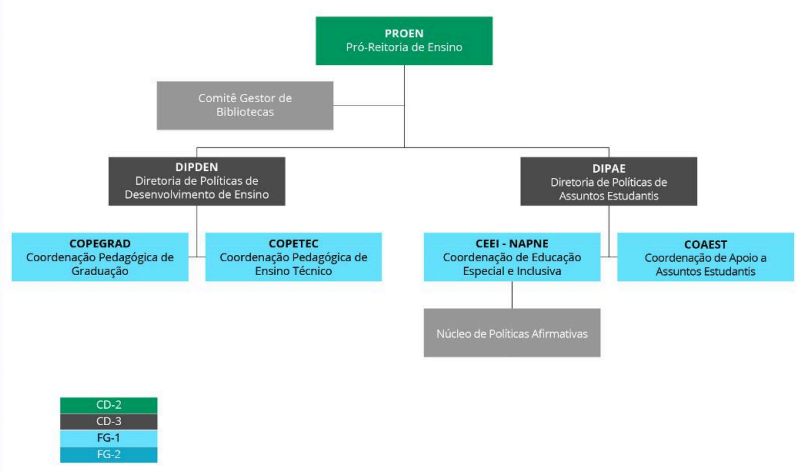 PROEN
Pró-Reitoria de Ensino
Comitê Gestor de
Bibliotecas
DIPDEN
Diretoria de Políticas de
Desenvolvimento de Ensino
DIPAE
Diretoria de Políticas de
Assuntos Estudantis
COPEGRAD
Coordenação Pedagógica de
Graduação
COPETEC
Coordenação Pedagógica de
Ensino Técnico
CEEI - NAPNE
Coordenação de Educação
Especial e Inclusiva
COAEST
Coordenação de Apoio a
Assuntos Estudantis
Núcleo de Políticas Afirmativas
CD-2
CD-3
FG-1
FG-2